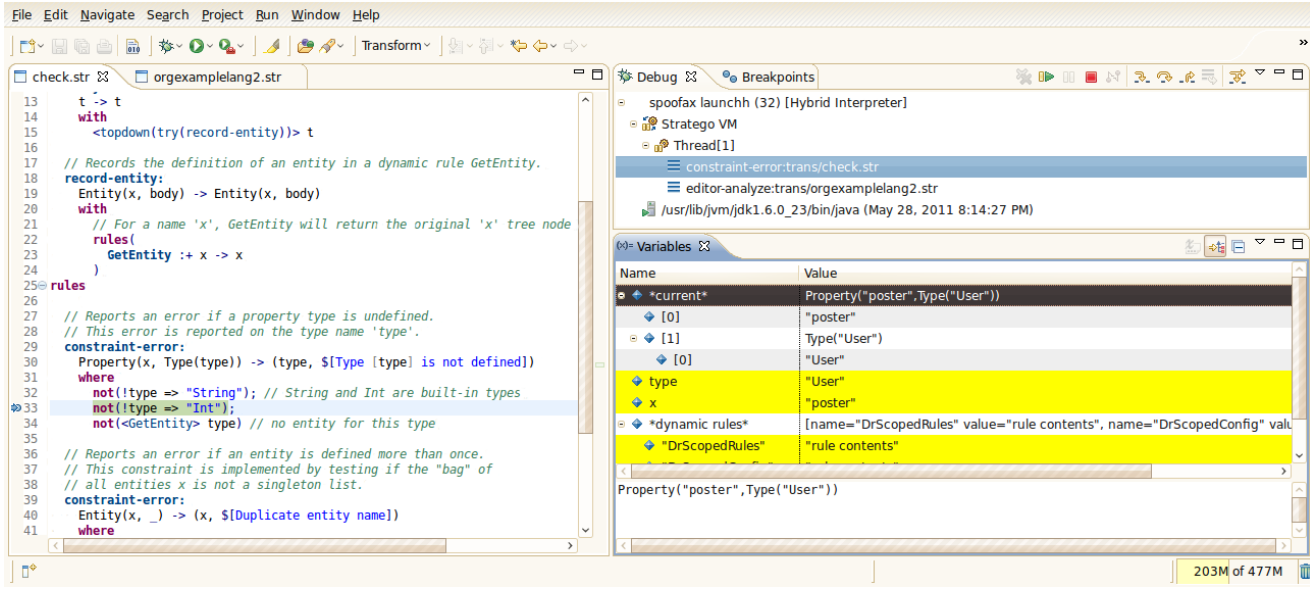 File Edit Navigate Search Project Run Window Help
Transform
»
check.str orgexamplelang2.str
13 t -> t
14 with
15 <topdown(try(record-entity))> t
16
17 // Records the definition of an entity in a dynamic rule GetEntity.
18 record-entity:
19 Entity(x, body) -> Entity(x, body)
20 with
21 // For a name 'x', GetEntity will return the original 'x' tree node
22 rules(
23 GetEntity :+ x -> x
24 )
25 rules
26
27 // Reports an error if a property type is undefined.
28 // This error is reported on the type name 'type'.
29 constraint-error:
30 Property(x, Type(type)) -> (type, $[Type [type] is not defined])
31 where
32 not(!type => "String"); // String and Int are built-in types
33 not(!type => "Int");
34 not(<GetEntity> type) // no entity for this type
35
36 // Reports an error if an entity is defined more than once.
37 // This constraint is implemented by testing if the "bag" of
38 // all entities x is not a singleton list.
39 constraint-error:
40 Entity(x, _) -> (x, $[Duplicate entity name])
41 where
Debug Breakpoints
spoofax launchh (32) [Hybrid Interpreter]
Stratego VM
Thread[1]
constraint-error:trans/check.str
editor-analyze:trans/orgexamplelang2.str
/usr/lib/jvm/jdk1.6.0_23/bin/java (May 28, 2011 8:14:27 PM)
(x)= Variables
Name Value
*current* Property("poster",Type("User"))
[0] "poster"
[1] Type("User")
[0] "User"
type "User"
x "poster"
*dynamic rules* [name="DrScopedRules" value="rule contents", name="DrScopedConfig" valu
"DrScopedRules" "rule contents"
Property("poster",Type("User"))
203M of 477M